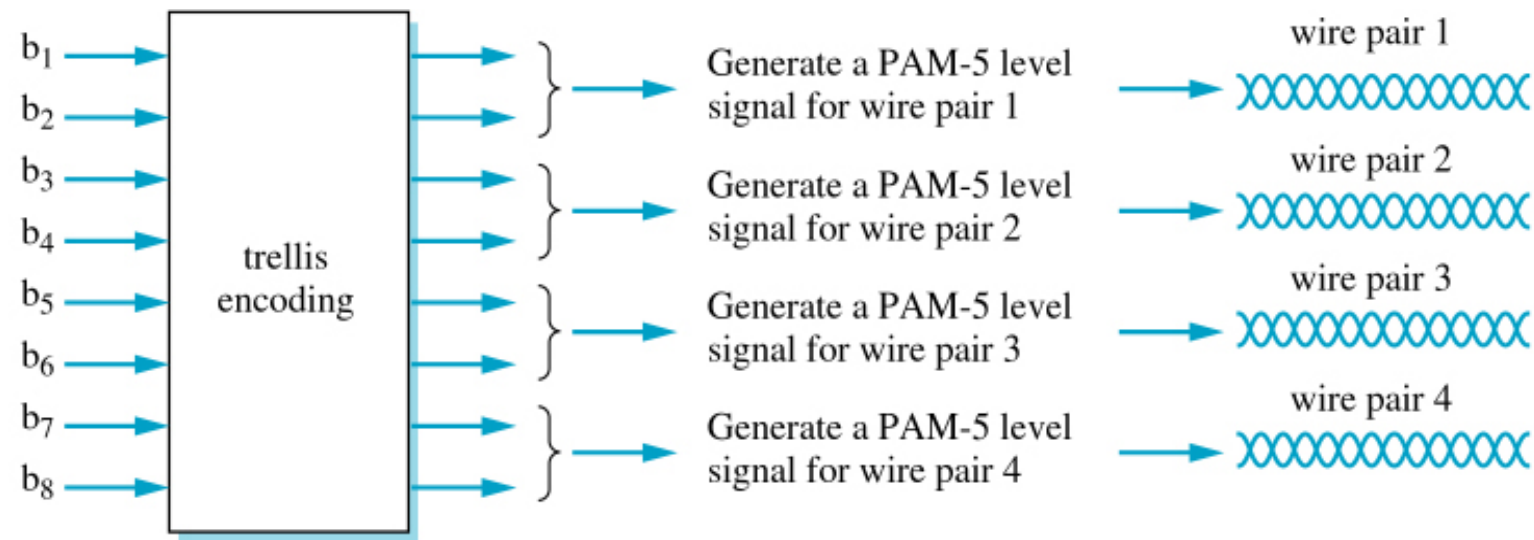 b1
b2
b3
b4
b5
b6
b7
b8
trellis
encoding
Generate a PAM-5 level
signal for wire pair 1
Generate a PAM-5 level
signal for wire pair 2
Generate a PAM-5 level
signal for wire pair 3
Generate a PAM-5 level
signal for wire pair 4
wire pair 1
wire pair 2
wire pair 3
wire pair 4